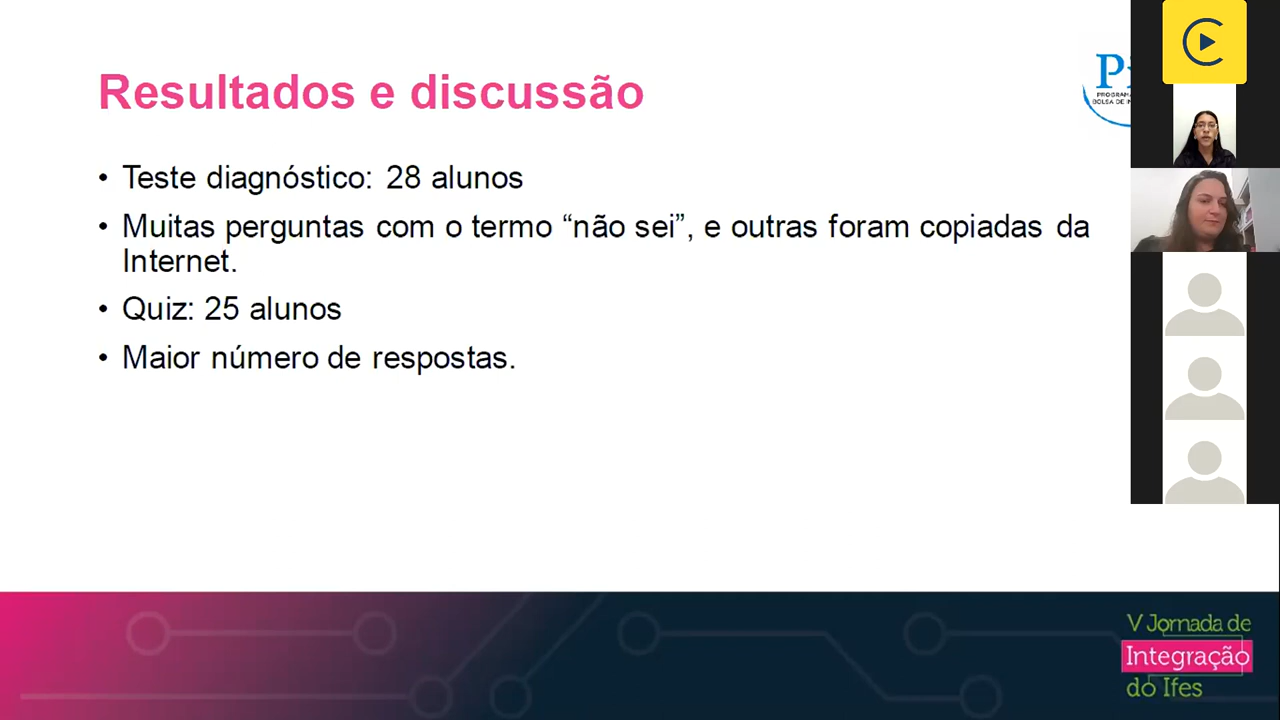 Resultados e discussão
• Teste diagnóstico: 28 alunos
• Muitas perguntas com o termo “não sei”, e outras foram copiadas da
Internet.
• Quiz: 25 alunos
• Maior número de respostas.
V Jornada de
Integração
do Ifes